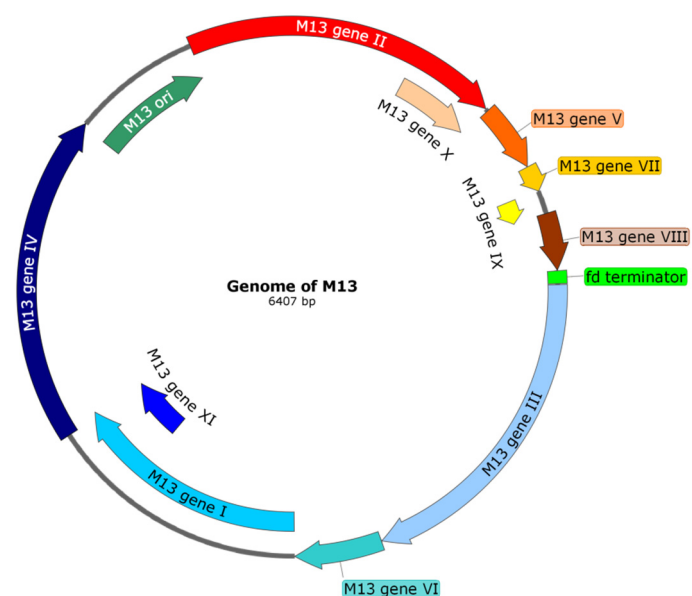 M13 gene II
M13 ori
M13 gene X
M13 gene V
M13 gene VII
M13 gene IX
M13 gene VIII
fd terminator
M13 gene IV
Genome of M13
6407 bp
M13 gene XI
M13 gene III
M13 gene I
M13 gene VI